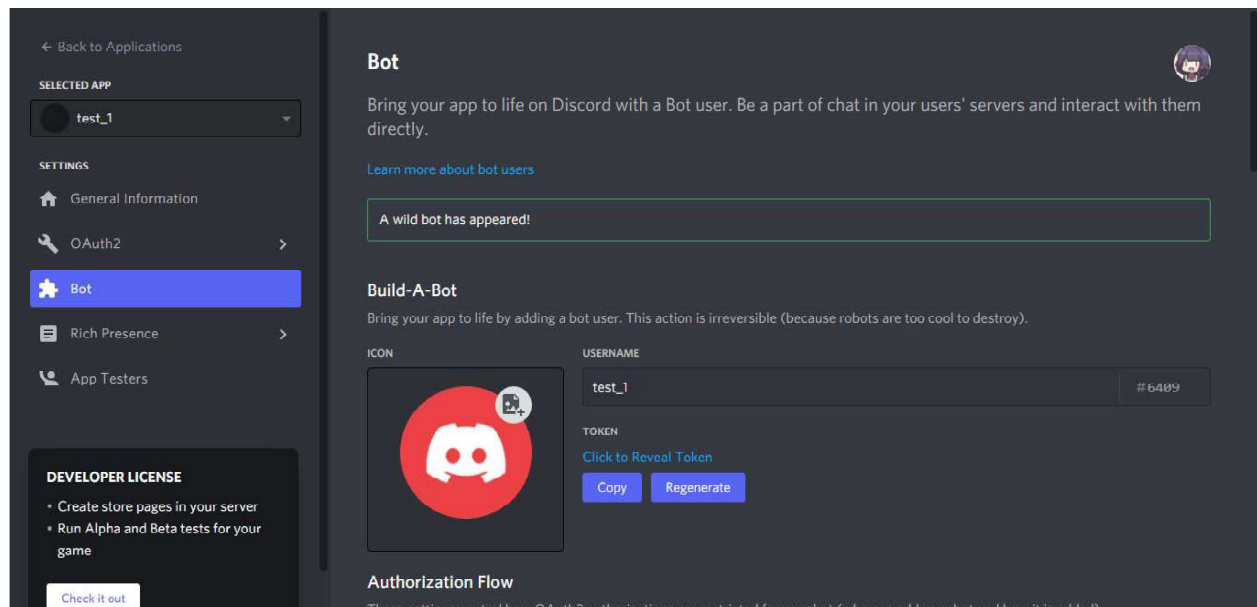 ← Back to Applications
SELECTED APP
test_1
SETTINGS
General Information
OAuth2
Bot
Rich Presence
App Testers
DEVELOPER LICENSE
• Create store pages in your server
• Run Alpha and Beta tests for your
game
Check it out
Bot
Bring your app to life on Discord with a Bot user. Be a part of chat in your users' servers and interact with them
directly.
Learn more about bot users
A wild bot has appeared!
Build-A-Bot
Bring your app to life by adding a bot user. This action is irreversible (because robots are too cool to destroy).
ICON
USERNAME
test_1
#6409
TOKEN
Click to Reveal Token
Copy
Regenerate
Authorization Flow